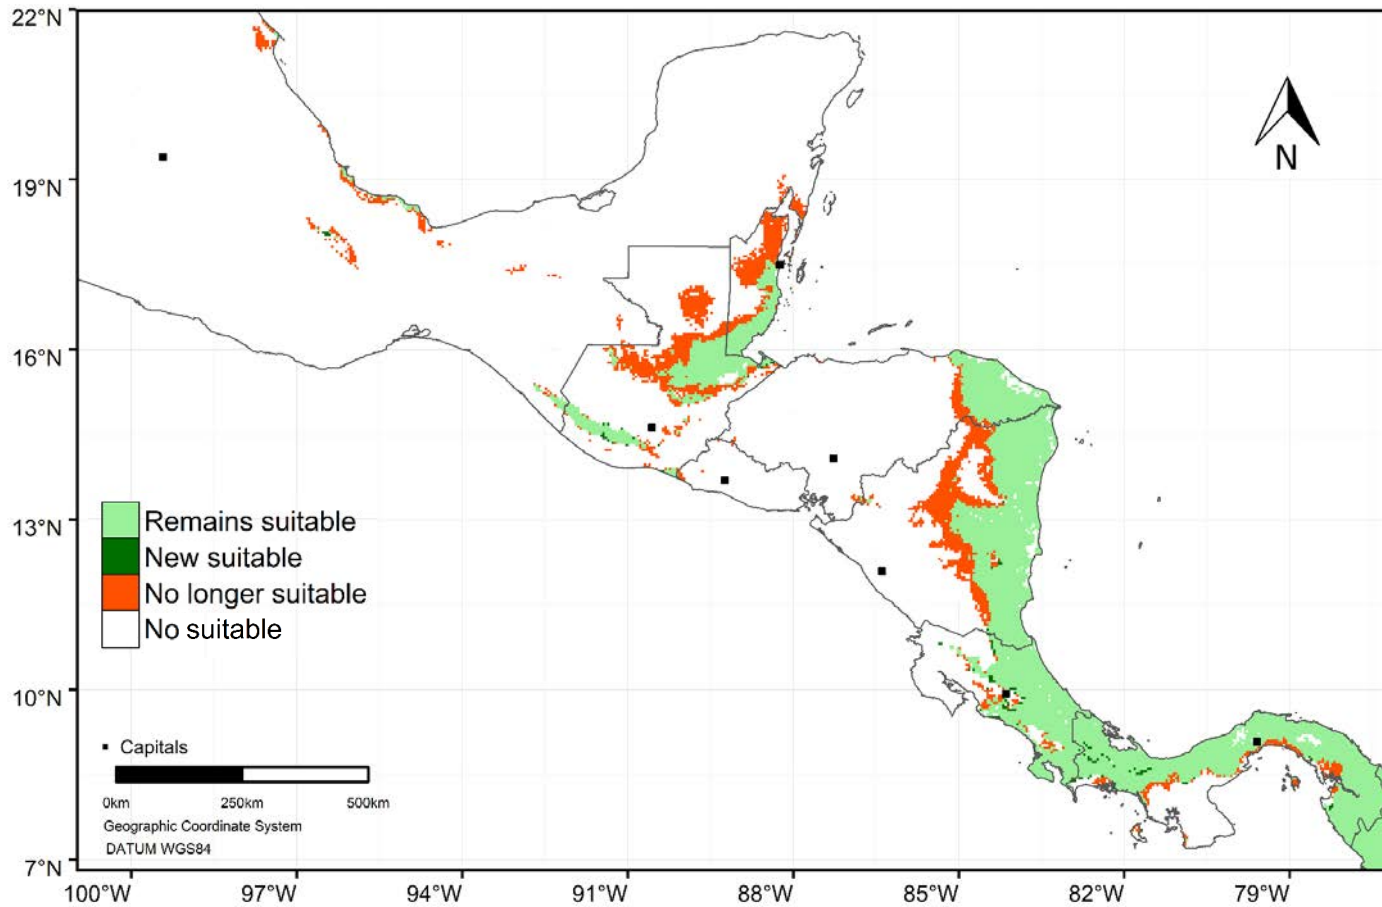 22°N
19°N
16°N
13°N
10°N
7°N
N
Remains suitable
New suitable
No longer suitable
No suitable
Capitals
0km 250km 500km
Geographic Coordinate System
DATUM WGS84
100°W 97°W 94°W 91°W 88°W 85°W 82°W 79°W